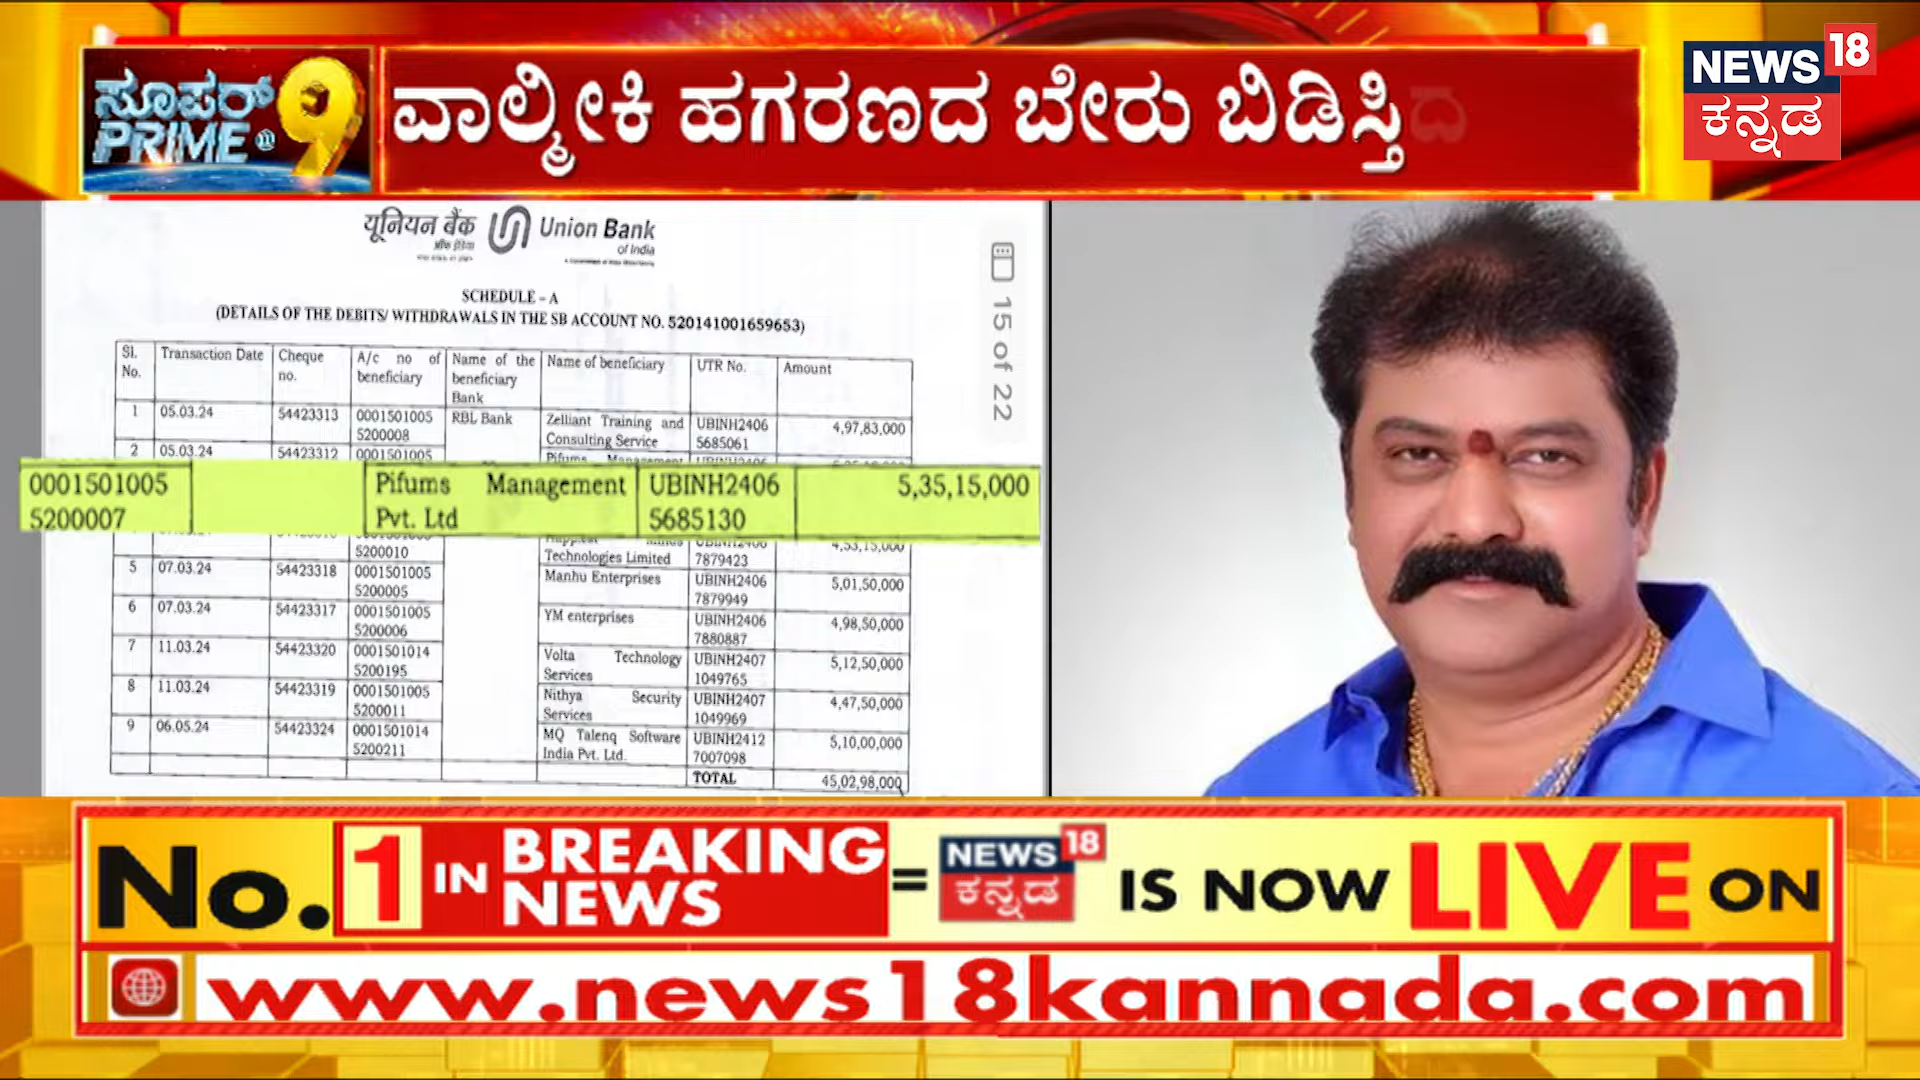 ಸೂಪರ್
PRIME @ 9
ವಾಲ್ಮೀಕಿ ಹಗರಣದ ಬೇರು ಬಿಡಿಸ್ತಿದ
NEWS 18
ಕನ್ನಡ
यूनियन बैंक Union Bank
of India
15 of 22
SCHEDULE – A
(DETAILS OF THE DEBITS/ WITHDRAWALS IN THE SB ACCOUNT NO. 520141001659653)
Sl. No. Transaction Date Cheque no. A/c no of beneficiary Name of the beneficiary Bank Name of beneficiary UTR No. Amount
1 05.03.24 54423313 0001501005 5200008 RBL Bank Zelliant Training and Consulting Service UBINH2406 5685061 4,97,83,000
2 05.03.24 54423312 0001501005 Pifums Management
0001501005 Pifums Management UBINH2406 5,35,15,000
5200007 Pvt. Ltd 5685130
5200010 Technologies Limited 7879423 4,53,15,000
5 07.03.24 54423318 0001501005 5200005 Manhu Enterprises UBINH2406 7879949 5,01,50,000
6 07.03.24 54423317 0001501005 5200006 YM enterprises UBINH2406 7880887 4,98,50,000
7 11.03.24 54423320 0001501014 5200195 Volta Technology Services UBINH2407 1049765 5,12,50,000
8 11.03.24 54423319 0001501005 5200011 Nithya Security Services UBINH2407 1049969 4,47,50,000
9 06.05.24 54423324 0001501014 5200211 MQ Talenq Software India Pvt. Ltd. UBINH2412 7007098 5,10,00,000
TOTAL 45,02,98,000
No. 1 IN BREAKING NEWS = NEWS 18 ಕನ್ನಡ IS NOW LIVE ON
www.news18kannada.com